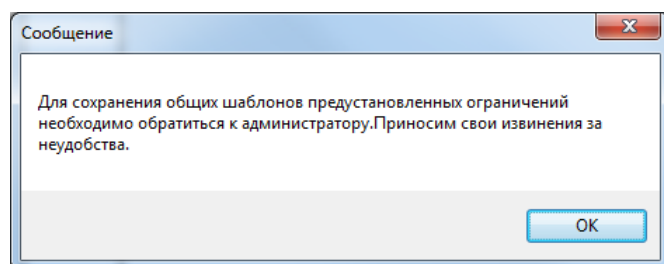 Сообщение
Для сохранения общих шаблонов предустановленных ограничений
необходимо обратиться к администратору.Приносим свои извинения за
неудобства.
OK